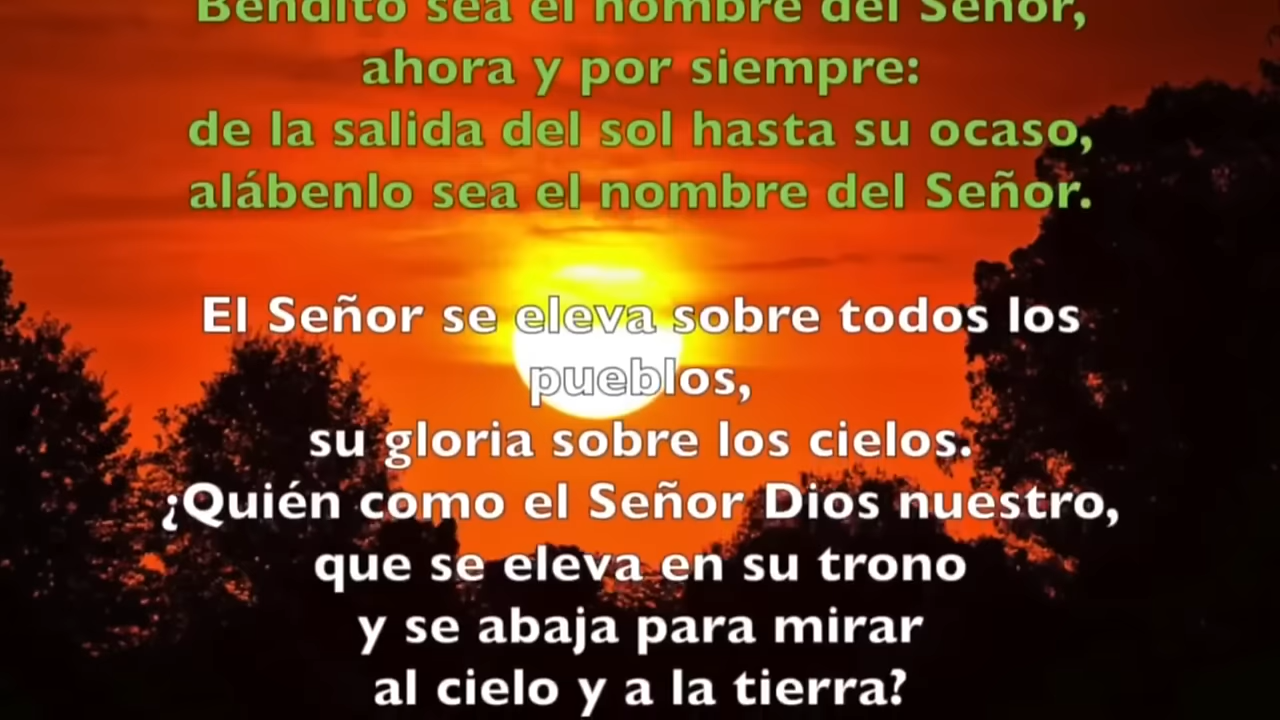 Bendito sea el nombre del Señor,
ahora y por siempre:
de la salida del sol hasta su ocaso,
alábenlo sea el nombre del Señor.
El Señor se eleva sobre todos los
pueblos,
su gloria sobre los cielos.
¿Quién como el Señor Dios nuestro,
que se eleva en su trono
y se abaja para mirar
al cielo y a la tierra?